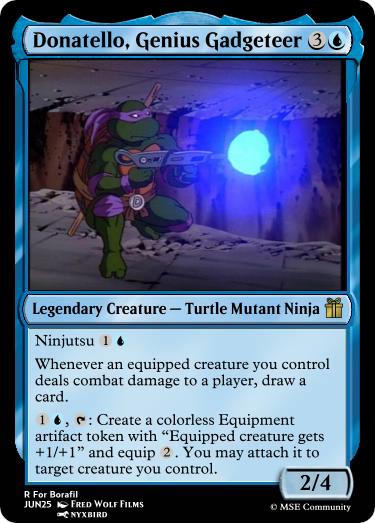 Donatello, Genius Gadgeteer 3
D
Legendary Creature — Turtle Mutant Ninja
Ninjutsu 1
Whenever an equipped creature you control
deals combat damage to a player, draw a
card.
1 , : Create a colorless Equipment
artifact token with “Equipped creature gets
+1/+1” and equip 2. You may attach it to
target creature you control.
2/4
R For Borafil
JUN25 Fred Wolf Films
NYXBIRD
© MSE Community